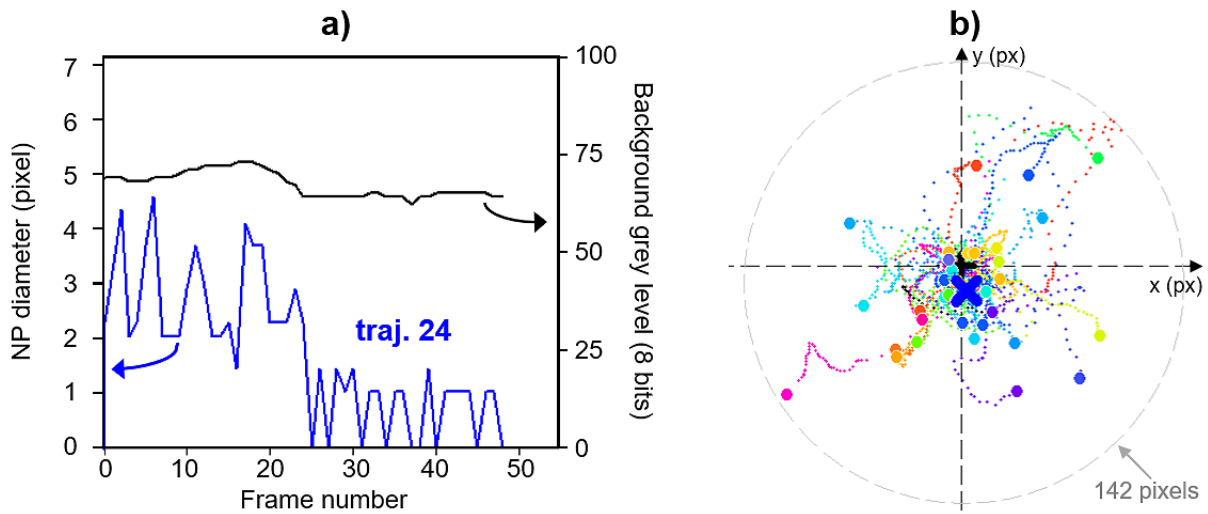 a)
7
6
5
4
3
2
1
0
NP diameter (pixel)
100
75
50
25
0
Background grey level (8 bits)
traj. 24
0
10
20
30
40
50
Frame number
b)
y (px)
x (px)
142 pixels